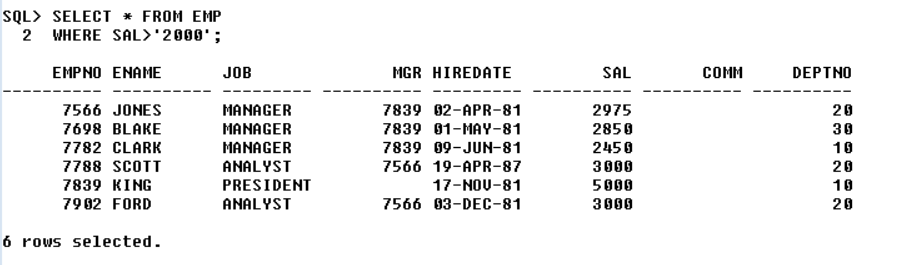 SQL> SELECT * FROM EMP
  2  WHERE SAL>'2000';
     EMPNO ENAME      JOB              MGR HIREDATE         SAL       COMM     DEPTNO
---------- ---------- --------- ---------- --------- ---------- ---------- ----------
      7566 JONES      MANAGER         7839 02-APR-81       2975                    20
      7698 BLAKE      MANAGER         7839 01-MAY-81       2850                    30
      7782 CLARK      MANAGER         7839 09-JUN-81       2450                    10
      7788 SCOTT      ANALYST         7566 19-APR-87       3000                    20
      7839 KING       PRESIDENT            17-NOV-81       5000                    10
      7902 FORD       ANALYST         7566 03-DEC-81       3000                    20
6 rows selected.